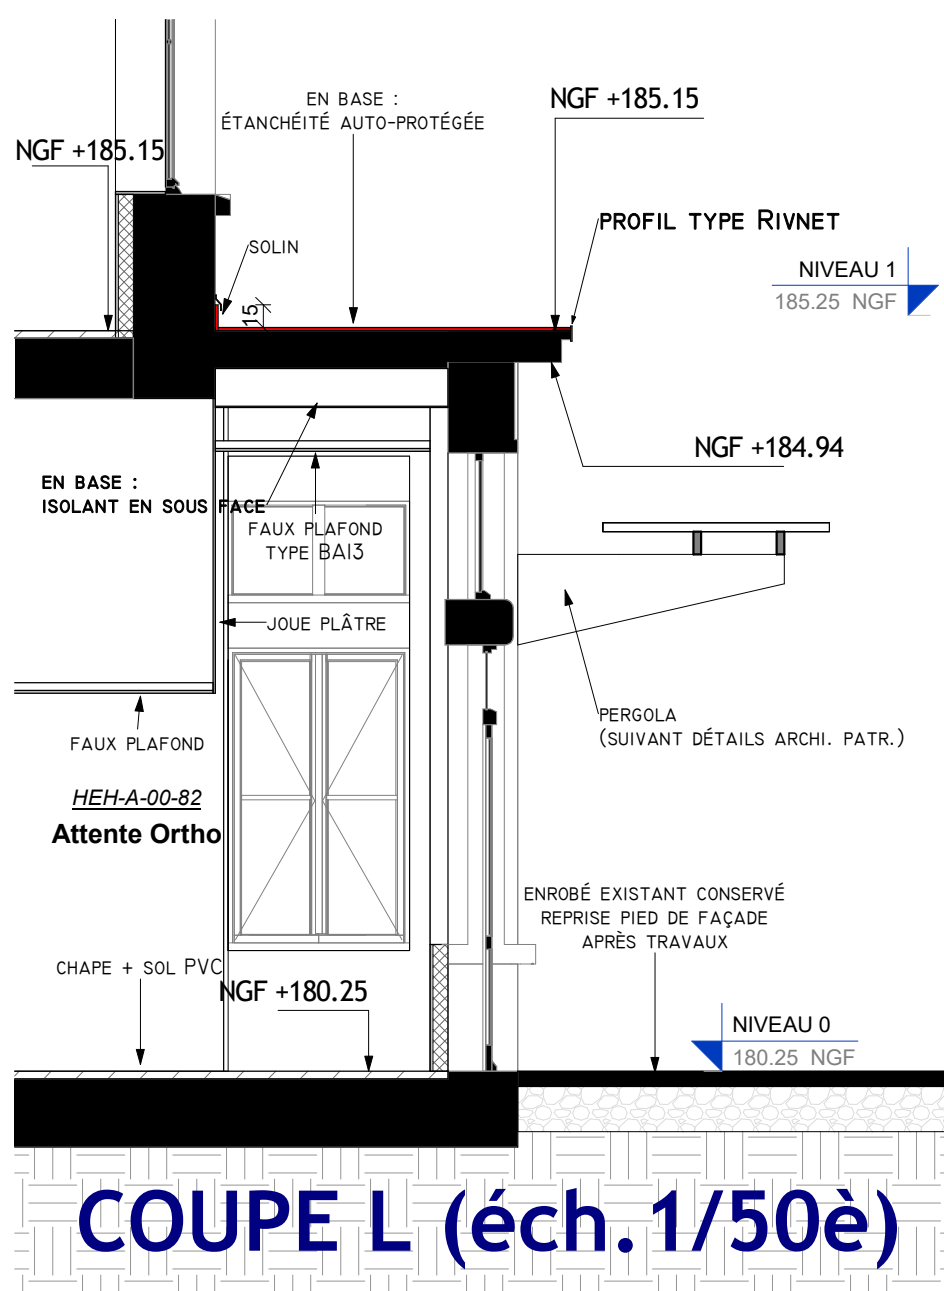 EN BASE :
ÉTANCHÉITÉ AUTO-PROTÉGÉE
NGF +185.15
NGF +185.15
PROFIL TYPE RIVNET
SOLIN
NIVEAU 1
185.25 NGF
15
NGF +184.94
EN BASE :
ISOLANT EN SOUS FACE
FAUX PLAFOND
TYPE BA13
JOUE PLÂTRE
PERGOLA
(SUIVANT DÉTAILS ARCHI. PATR.)
FAUX PLAFOND
HEH-A-00-82
Attente Ortho
ENROBÉ EXISTANT CONSERVÉ
REPRISE PIED DE FAÇADE
APRÈS TRAVAUX
CHAPE + SOL PVC
NGF +180.25
NIVEAU 0
180.25 NGF
COUPE L (éch.1/50è)